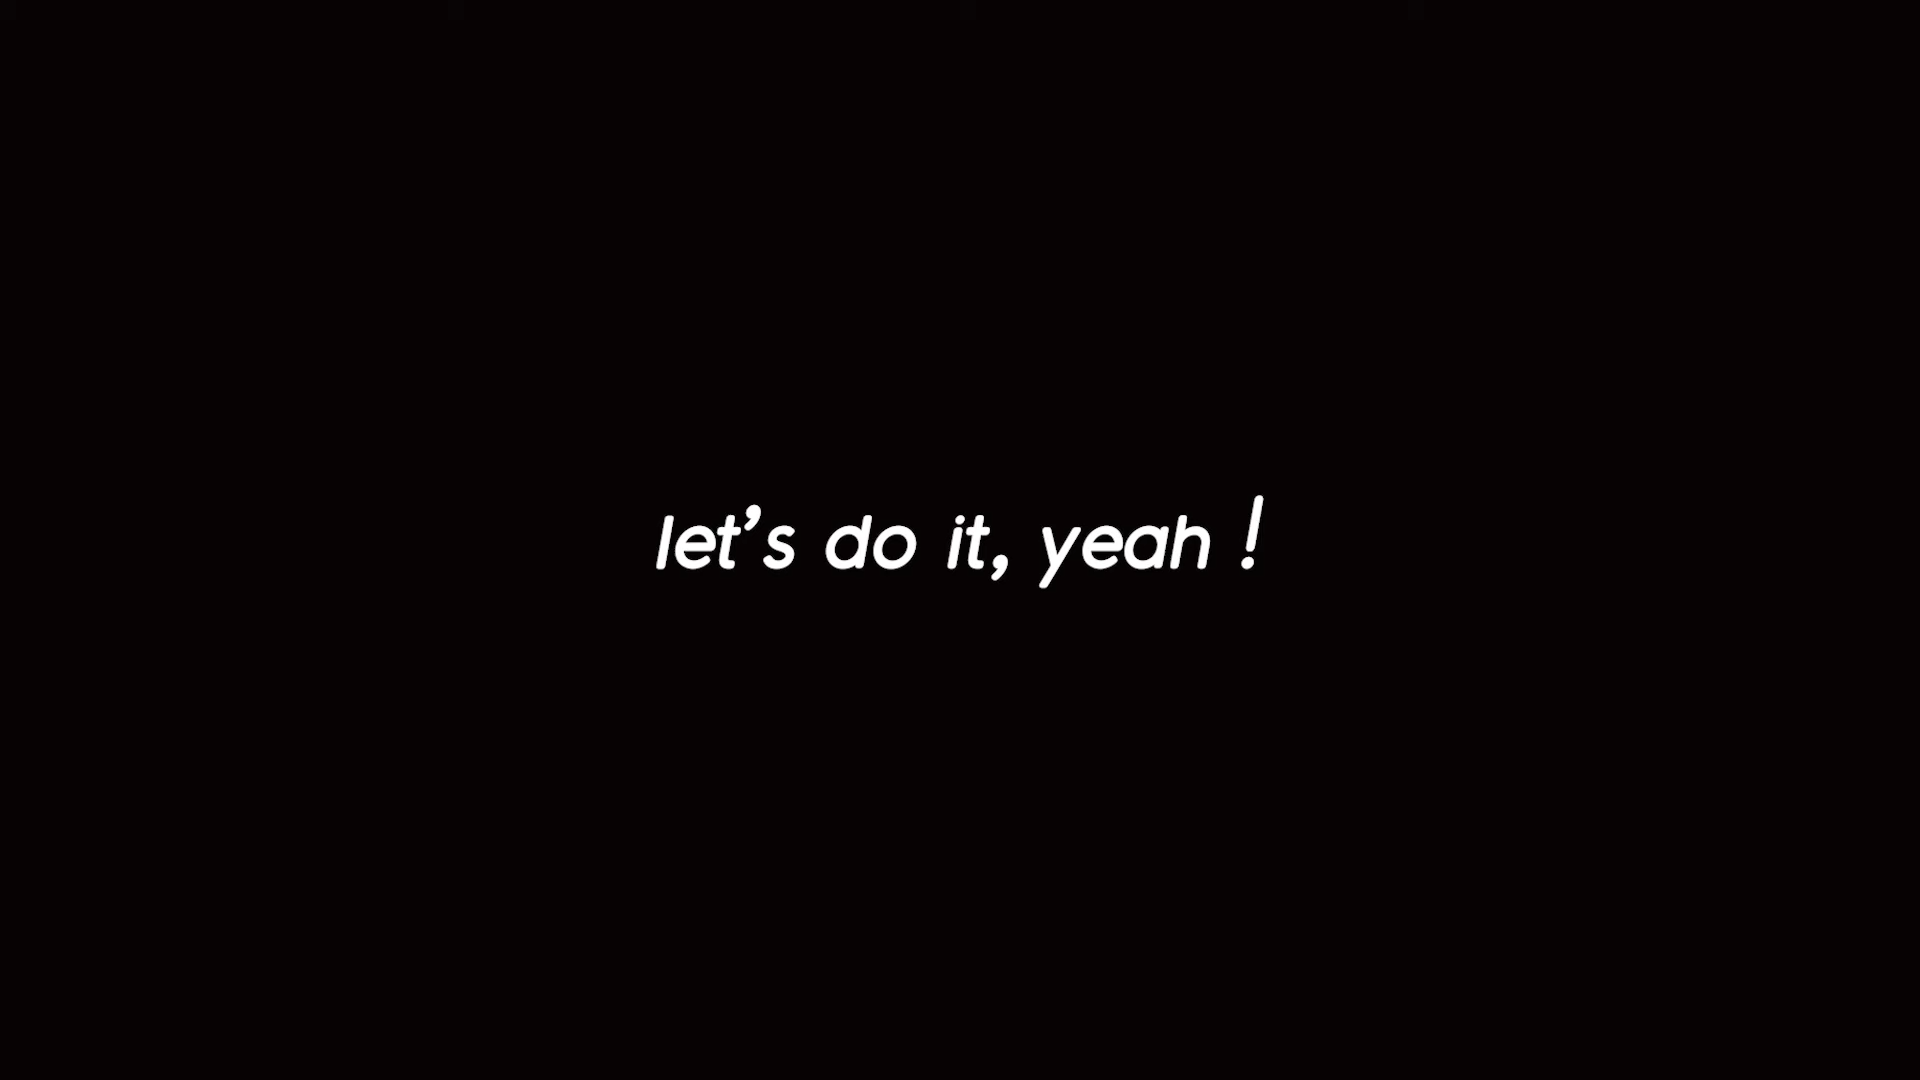 let’s do it, yeah !